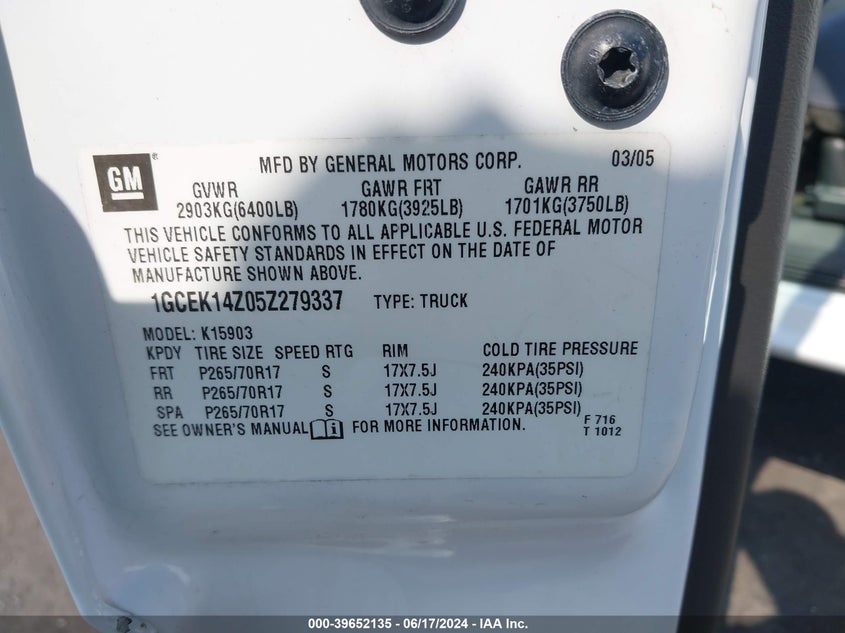 GM ® MFD BY GENERAL MOTORS CORP. 03/05
GVWR GAWR FRT GAWR RR
2903KG(6400LB) 1780KG(3925LB) 1701KG(3750LB)
THIS VEHICLE CONFORMS TO ALL APPLICABLE U.S. FEDERAL MOTOR
VEHICLE SAFETY STANDARDS IN EFFECT ON THE DATE OF
MANUFACTURE SHOWN ABOVE.
1GCEK14Z05Z279337 TYPE: TRUCK
MODEL: K15903
KPDY TIRE SIZE SPEED RTG RIM COLD TIRE PRESSURE
FRT P265/70R17 S 17X7.5J 240KPA(35PSI)
RR P265/70R17 S 17X7.5J 240KPA(35PSI)
SPA P265/70R17 S 17X7.5J 240KPA(35PSI)
SEE OWNER'S MANUAL i FOR MORE INFORMATION.
F 716
T 1012
000-39652135 - 06/17/2024 - IAA Inc.